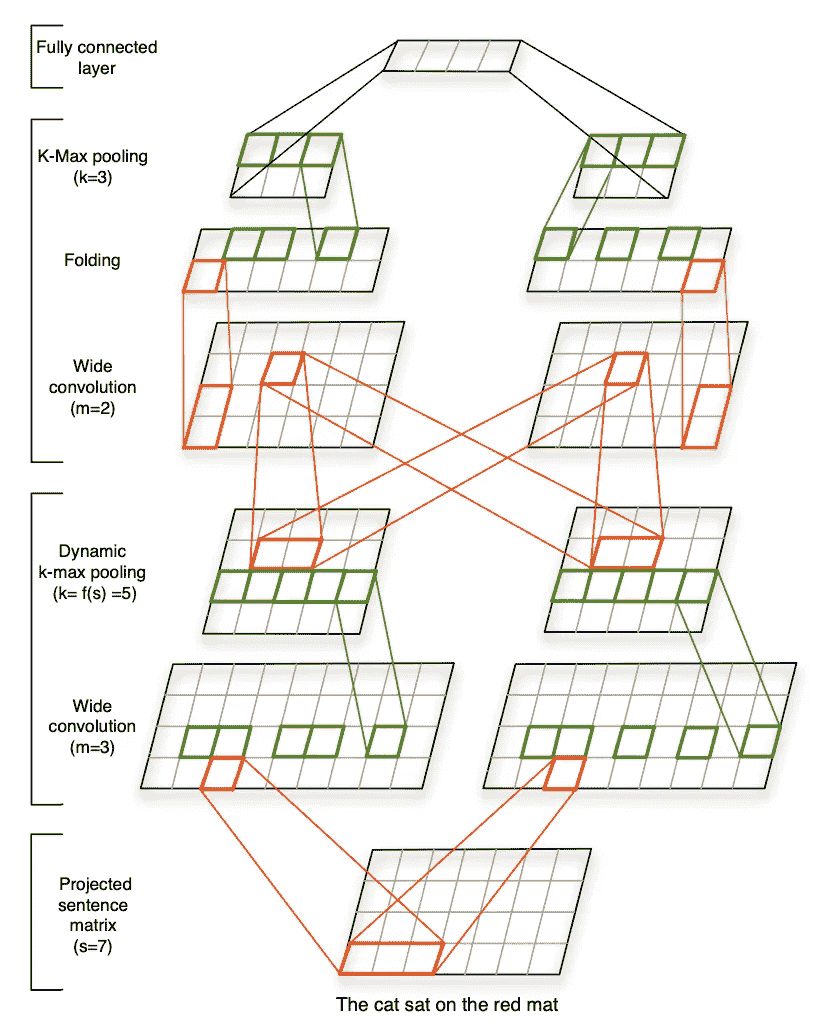 Fully connected
layer
K-Max pooling
(k=3)
Folding
Wide
convolution
(m=2)
Dynamic
k-max pooling
(k= f(s) =5)
Wide
convolution
(m=3)
Projected
sentence
matrix
(s=7)
The cat sat on the red mat